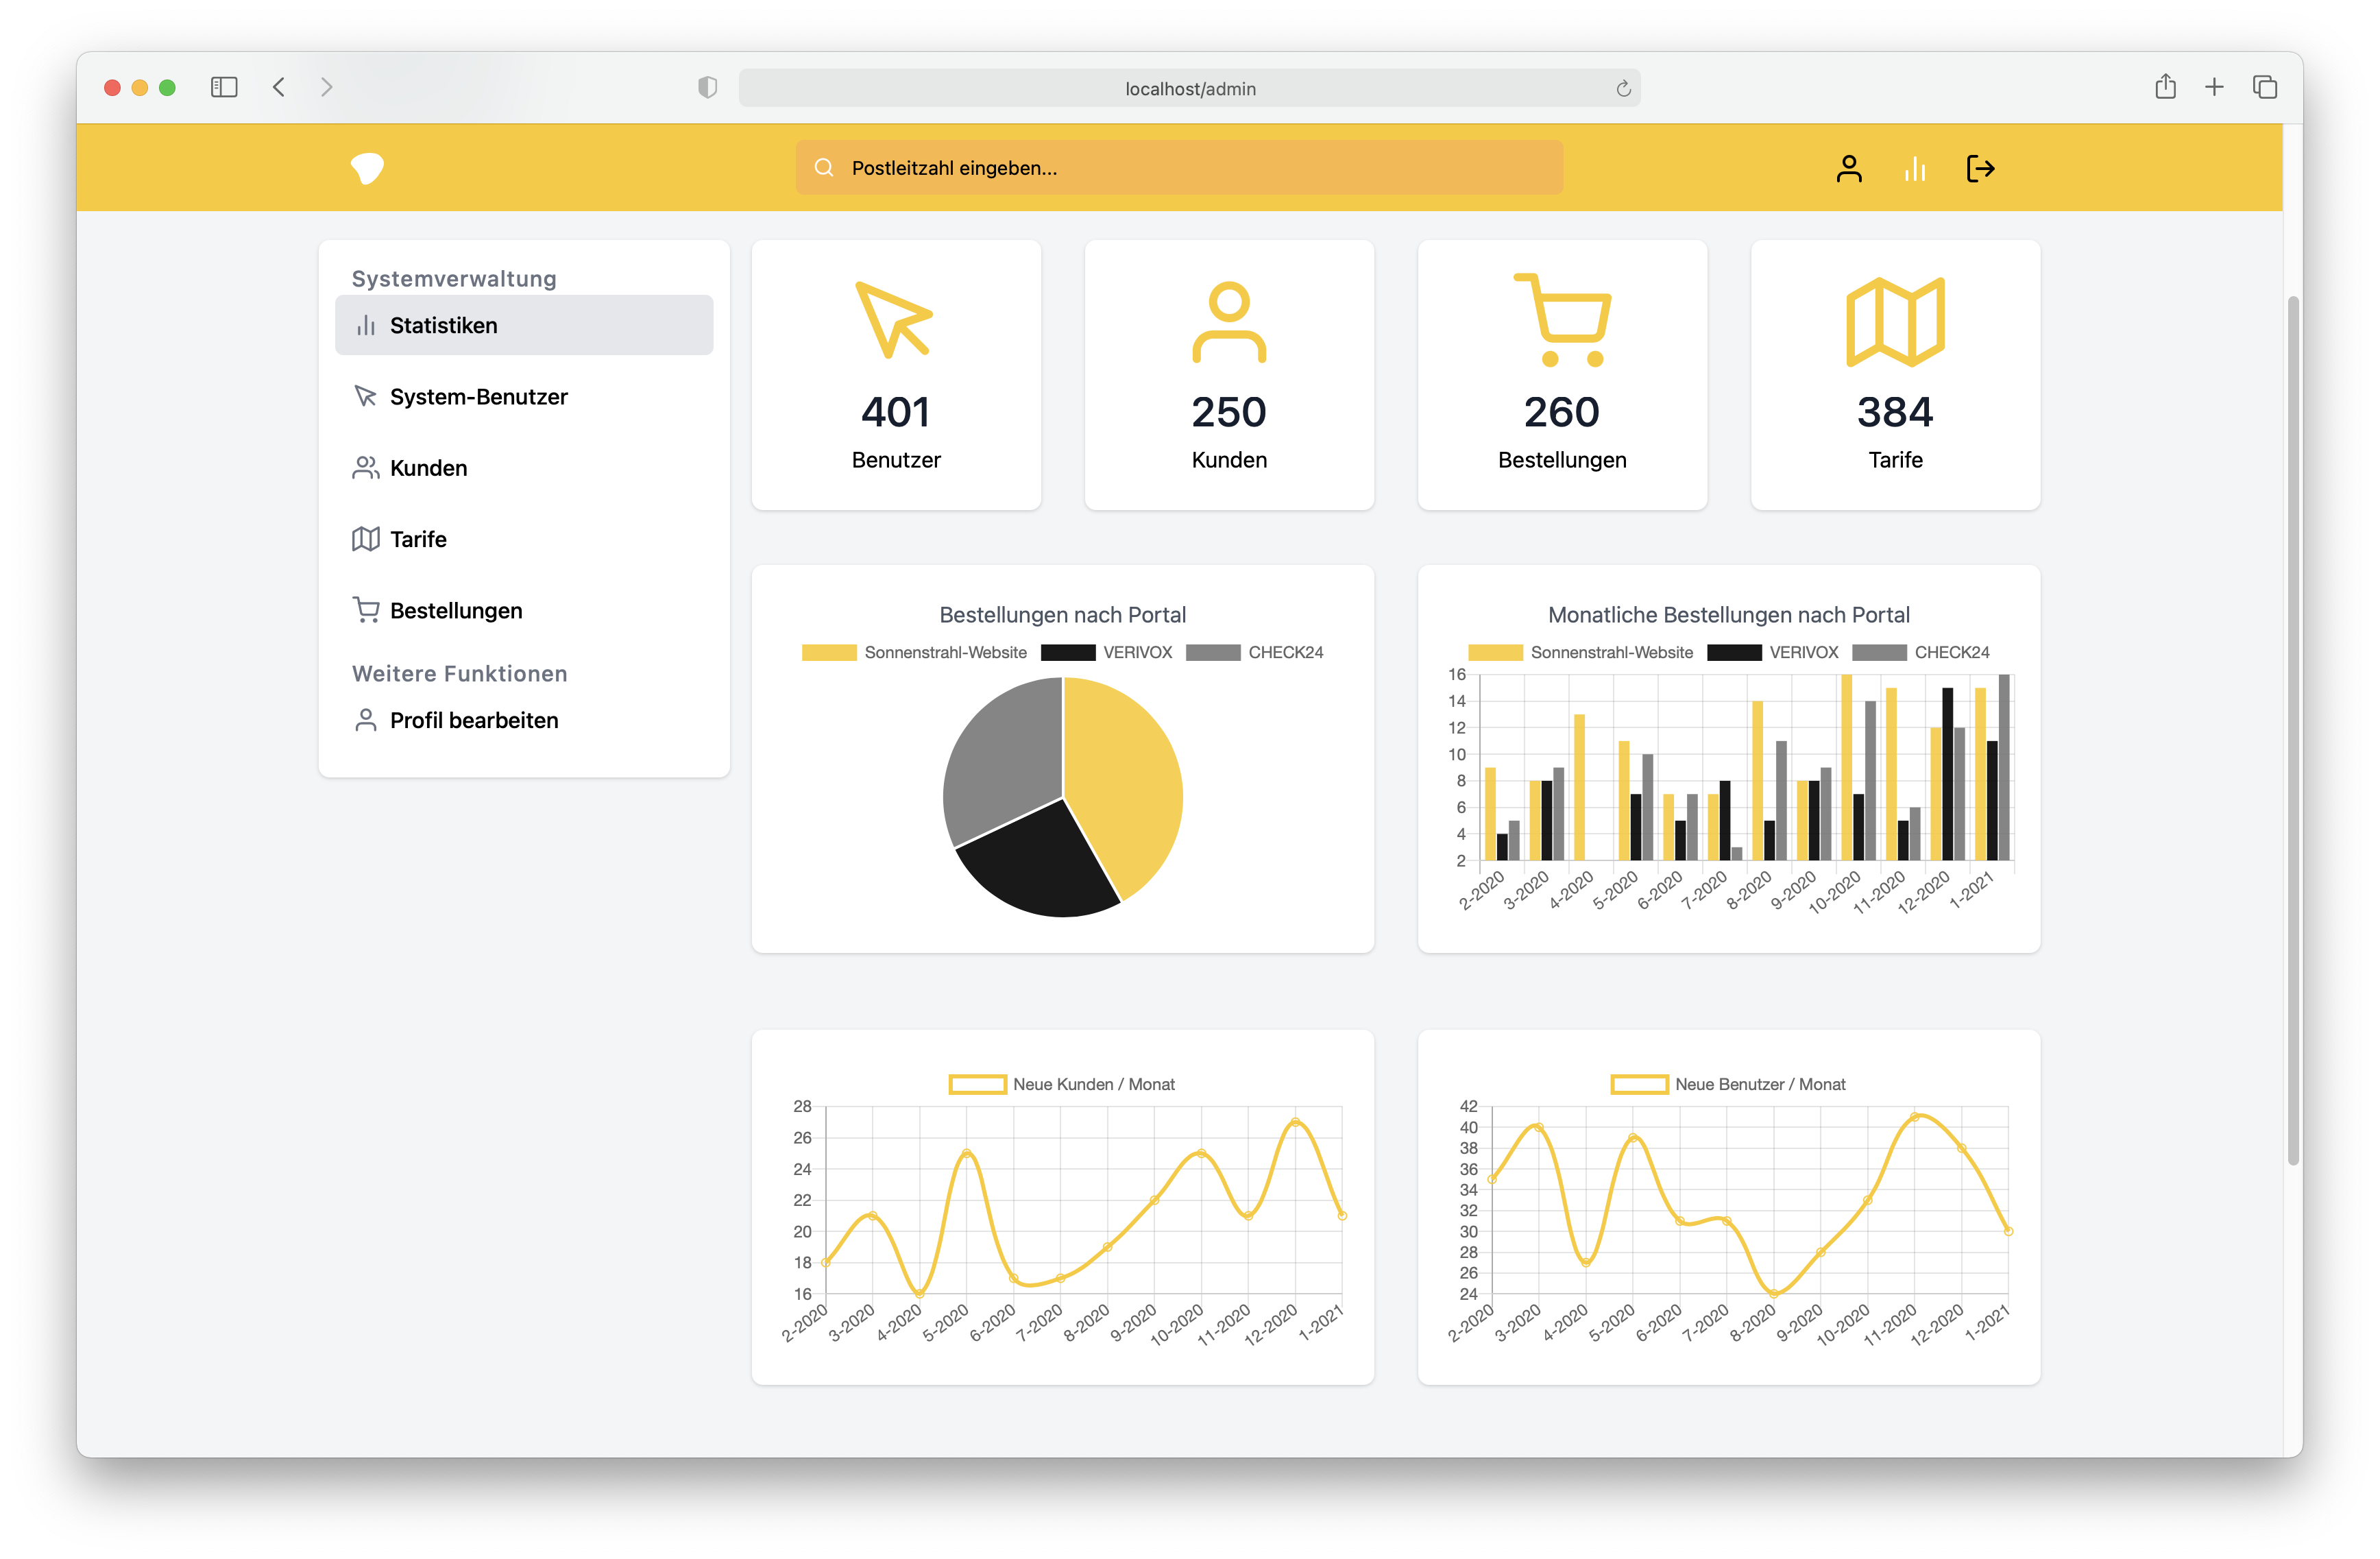 localhost/admin
Postleitzahl eingeben...
Systemverwaltung
Statistiken
System-Benutzer
Kunden
Tarife
Bestellungen
Weitere Funktionen
Profil bearbeiten
401
Benutzer
250
Kunden
260
Bestellungen
384
Tarife
Bestellungen nach Portal
Sonnenstrahl-Website VERIVOX CHECK24
Monatliche Bestellungen nach Portal
Sonnenstrahl-Website VERIVOX CHECK24
16
14
12
10
8
6
4
2
2-2020 3-2020 4-2020 5-2020 6-2020 7-2020 8-2020 9-2020 10-2020 11-2020 12-2020 1-2021
Neue Kunden / Monat
28
26
24
22
20
18
16
2-2020 3-2020 4-2020 5-2020 6-2020 7-2020 8-2020 9-2020 10-2020 11-2020 12-2020 1-2021
Neue Benutzer / Monat
42
40
38
36
34
32
30
28
26
24
2-2020 3-2020 4-2020 5-2020 6-2020 7-2020 8-2020 9-2020 10-2020 11-2020 12-2020 1-2021